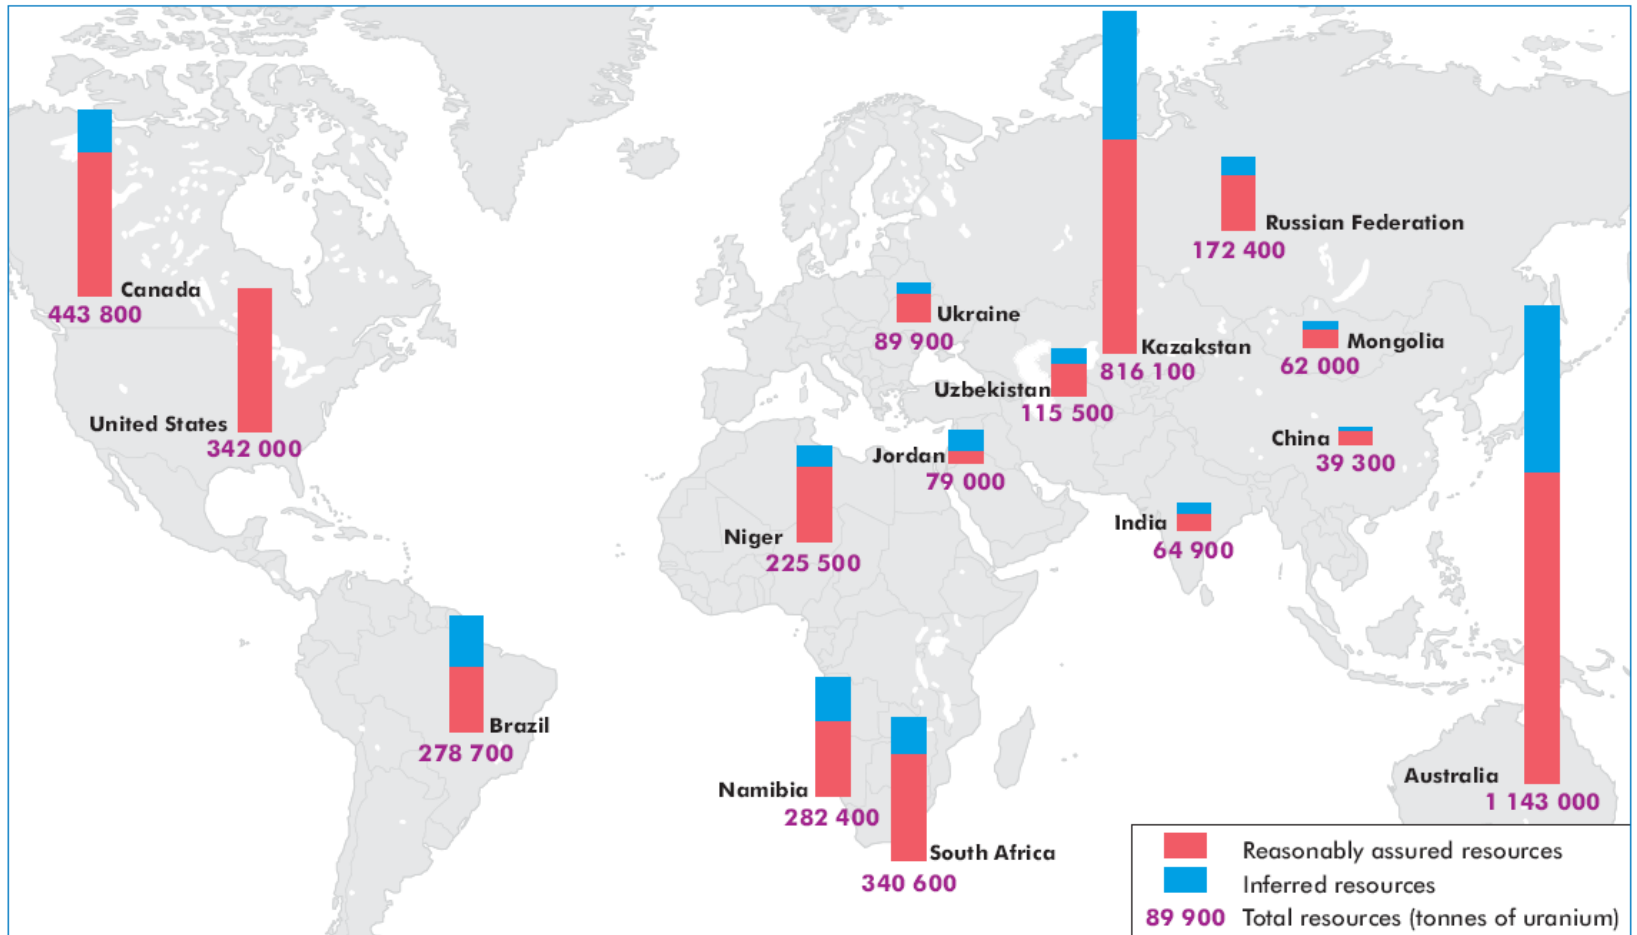 Canada
443 800
United States
342 000
Brazil
278 700
Ukraine
89 900
Uzbekistan
115 500
Kazakstan
816 100
Russian Federation
172 400
Mongolia
62 000
China
39 300
Jordan
79 000
India
64 900
Niger
225 500
Namibia
282 400
South Africa
340 600
Australia
1 143 000
Reasonably assured resources
Inferred resources
89 900 Total resources (tonnes of uranium)